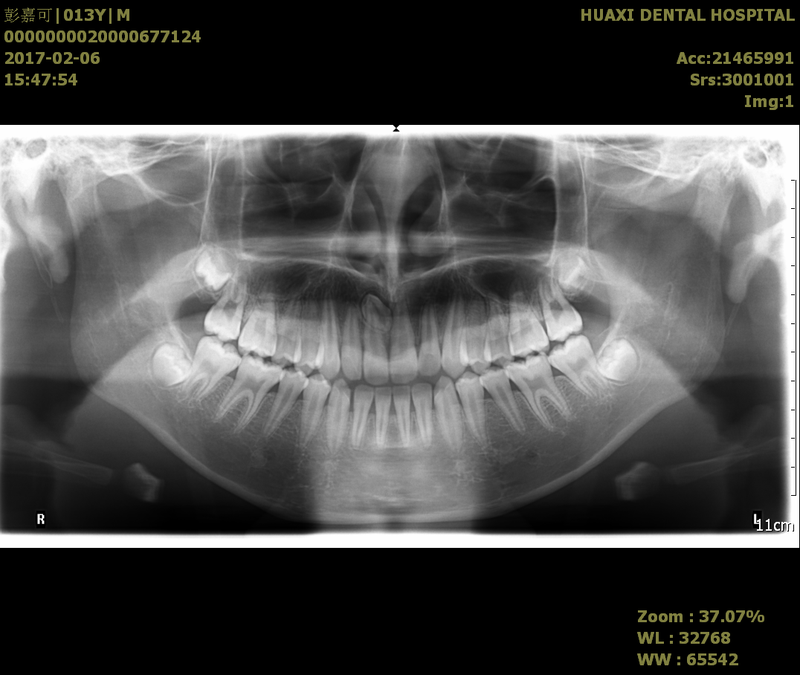 彭嘉可|013Y|M
0000000020000677124
2017-02-06
15:47:54
HUAXI DENTAL HOSPITAL
Acc:21465991
Srs:3001001
Img:1
R
L
11cm
Zoom : 37.07%
WL : 32768
WW : 65542